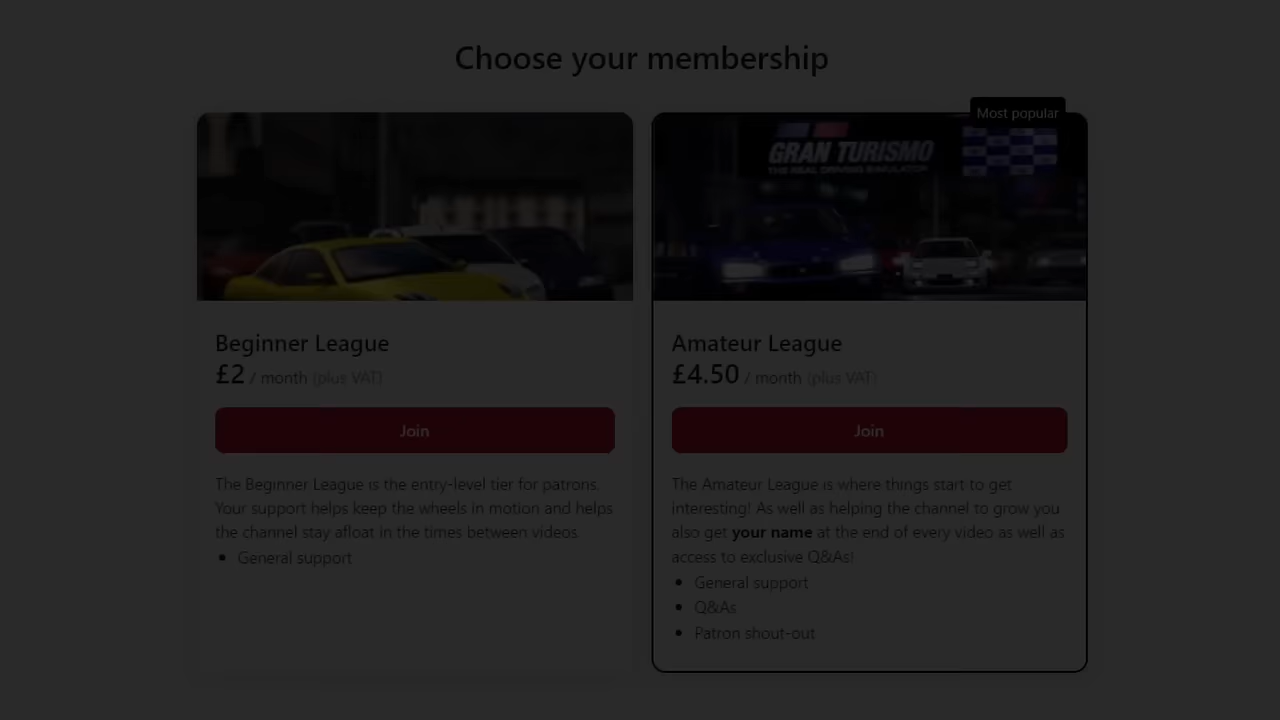 Choose your membership
Most popular
GRAN TURISMO
THE REAL DRIVING SIMULATOR
Beginner League
£2 / month (plus VAT)
Join
The Beginner League is the entry-level tier for patrons.
Your support helps keep the wheels in motion and helps
the channel stay afloat in the times between videos.
• General support
Amateur League
£4.50 / month (plus VAT)
Join
The Amateur League is where things start to get
interesting! As well as helping the channel to grow you
also get your name at the end of every video as well as
access to exclusive Q&As!
• General support
• Q&As
• Patron shout-out